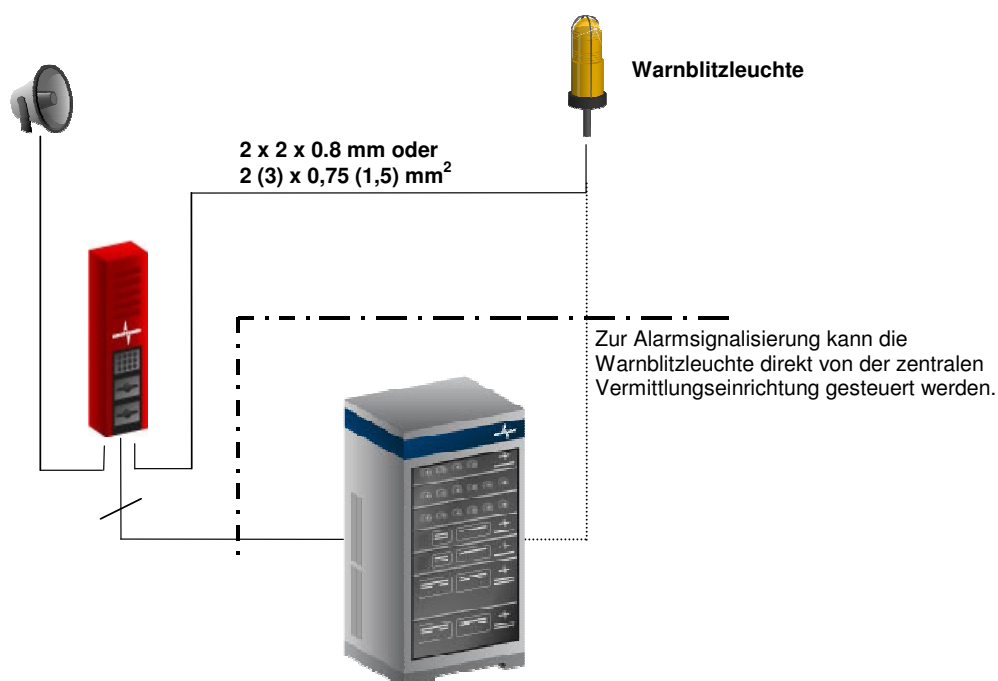 Warnblitzleuchte
2 x 2 x 0.8 mm oder
2 (3) x 0,75 (1,5) mm²
Zur Alarmsignalisierung kann die
Warnblitzleuchte direkt von der zentralen
Vermittlungseinrichtung gesteuert werden.